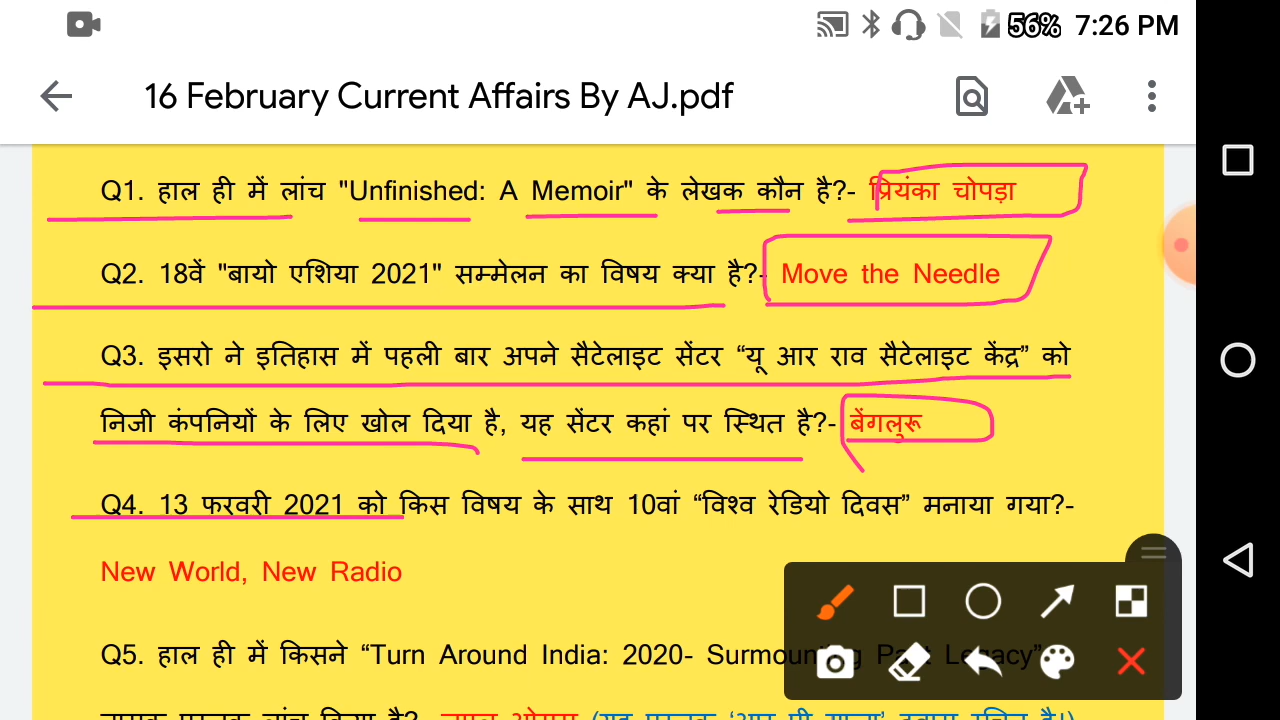 56% 7:26 PM
16 February Current Affairs By AJ.pdf
Q1. हाल ही में लांच "Unfinished: A Memoir" के लेखक कौन है?- प्रियंका चोपड़ा
Q2. 18वें "बायो एशिया 2021" सम्मेलन का विषय क्या है?- Move the Needle
Q3. इसरो ने इतिहास में पहली बार अपने सैटेलाइट सेंटर “यू आर राव सैटेलाइट केंद्र” को
निजी कंपनियों के लिए खोल दिया है, यह सेंटर कहां पर स्थित है?- बेंगलुरू
Q4. 13 फरवरी 2021 को किस विषय के साथ 10वां “विश्व रेडियो दिवस” मनाया गया?-
New World, New Radio
Q5. हाल ही में किसने “Turn Around India: 2020- Surmounting Past Legacy”